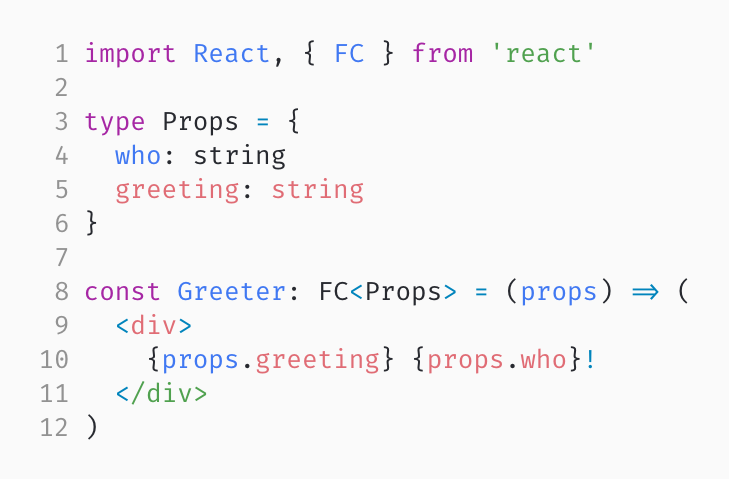 1 import React, { FC } from 'react'
2
3 type Props = {
4   who: string
5   greeting: string
6 }
7
8 const Greeter: FC<Props> = (props) => (
9   <div>
10     {props.greeting} {props.who}!
11   </div>
12 )